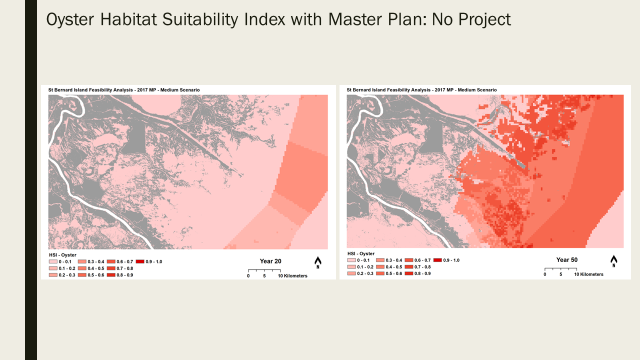 Oyster Habitat Suitability Index with Master Plan: No Project
St Bernard Island Feasibility Analysis - 2017 MP - Medium Scenario
HSI - Oyster
0 - 0.1
0.1 - 0.2
0.2 - 0.3
0.3 - 0.4
0.4 - 0.5
0.5 - 0.6
0.6 - 0.7
0.7 - 0.8
0.8 - 0.9
0.9 - 1.0
Year 20
0 5 10 Kilometers
N
St Bernard Island Feasibility Analysis - 2017 MP - Medium Scenario
HSI - Oyster
0 - 0.1
0.1 - 0.2
0.2 - 0.3
0.3 - 0.4
0.4 - 0.5
0.5 - 0.6
0.6 - 0.7
0.7 - 0.8
0.8 - 0.9
0.9 - 1.0
Year 50
0 5 10 Kilometers
N